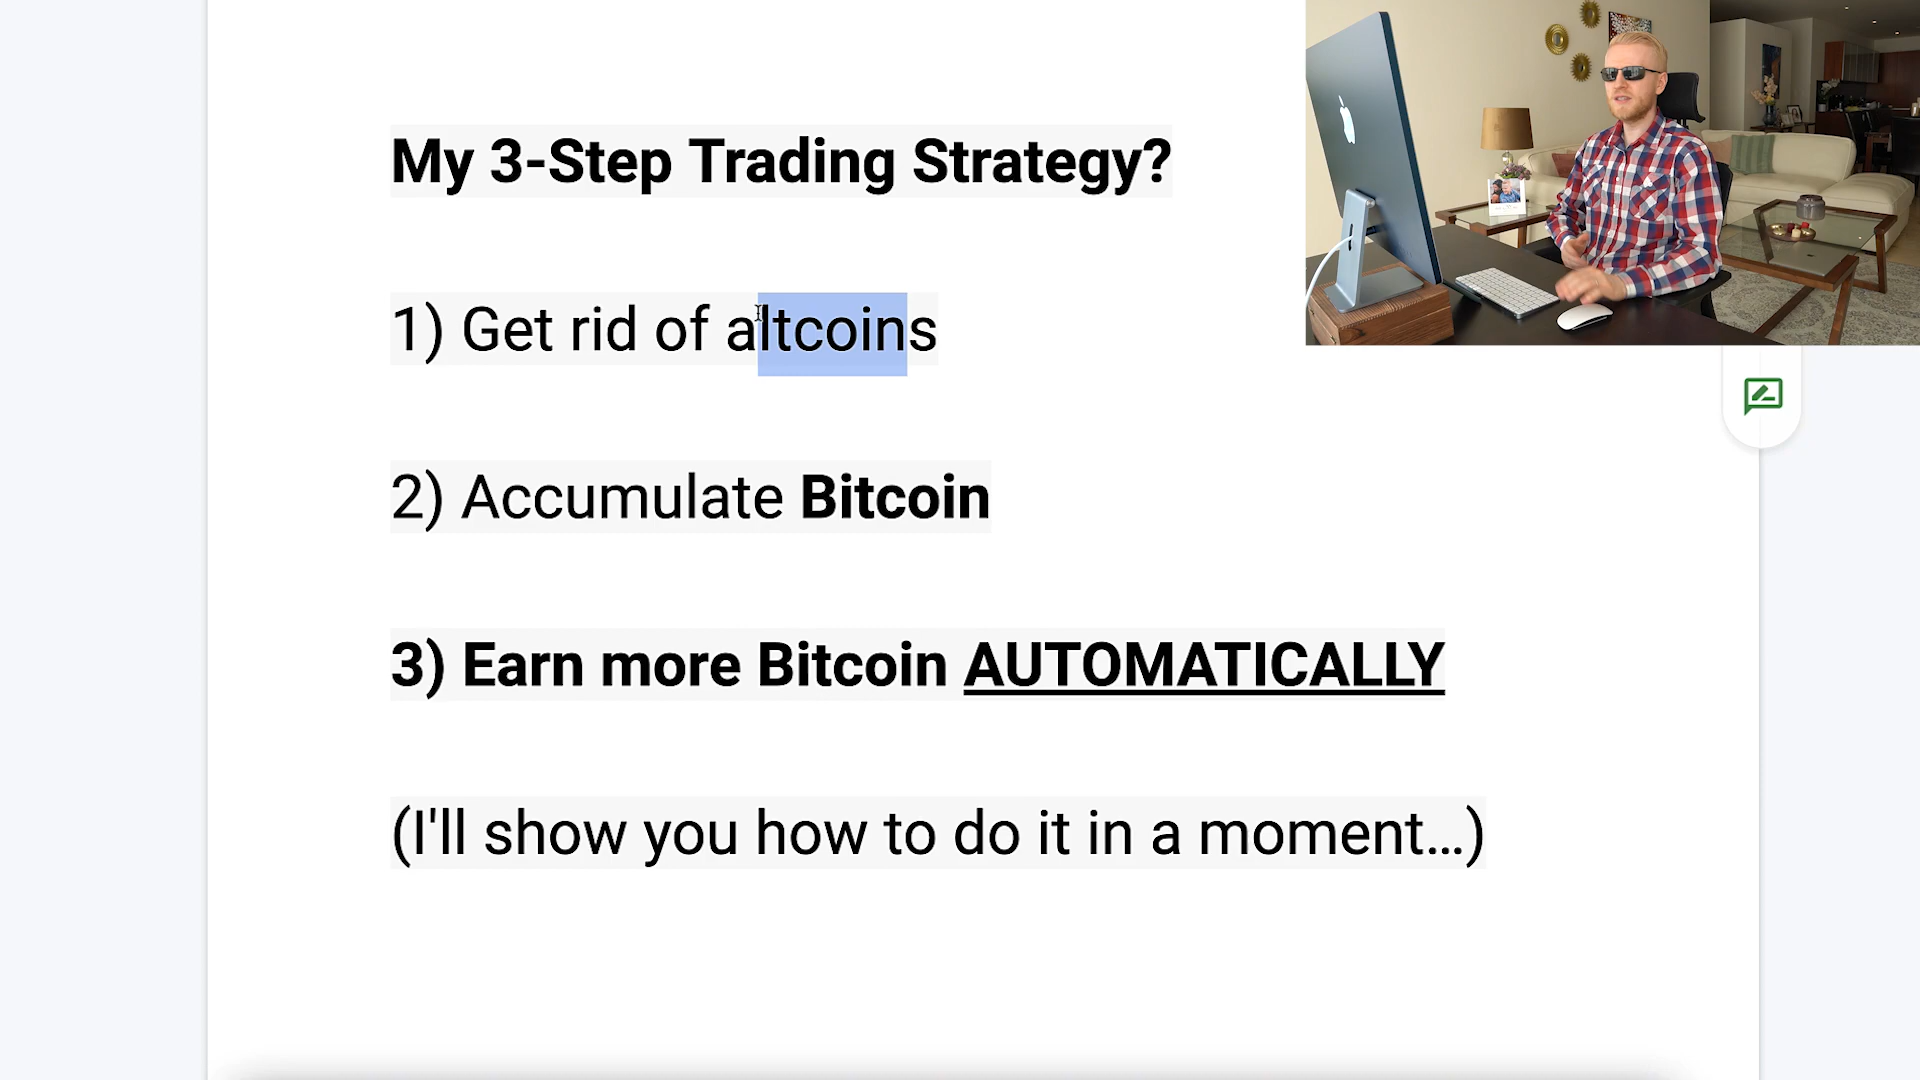 My 3-Step Trading Strategy?
1) Get rid of altcoins
2) Accumulate Bitcoin
3) Earn more Bitcoin AUTOMATICALLY
(I'll show you how to do it in a moment...)